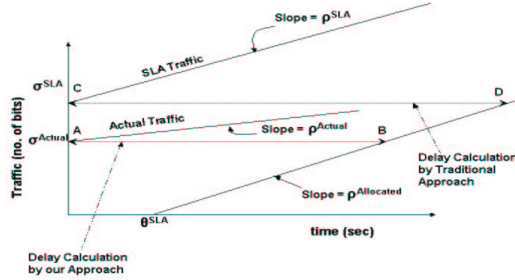 Slope = ρSLA
σSLA
C
SLA Traffic
D
Actual Traffic
σActual
A
Slope = ρActual
B
Traffic (no. of bits)
Delay Calculation
by Traditional
Approach
Slope = ρAllocated
θSLA
time (sec)
Delay Calculation
by our Approach